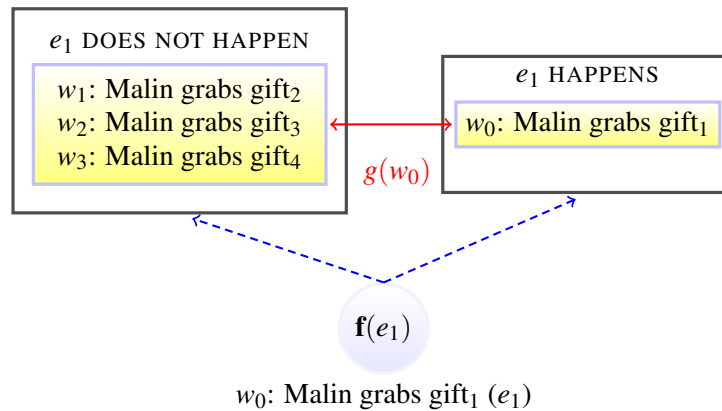 e₁ DOES NOT HAPPEN
w₁: Malin grabs gift₂
w₂: Malin grabs gift₃
w₃: Malin grabs gift₄
e₁ HAPPENS
w₀: Malin grabs gift₁
g(w₀)
f(e₁)
w₀: Malin grabs gift₁ (e₁)